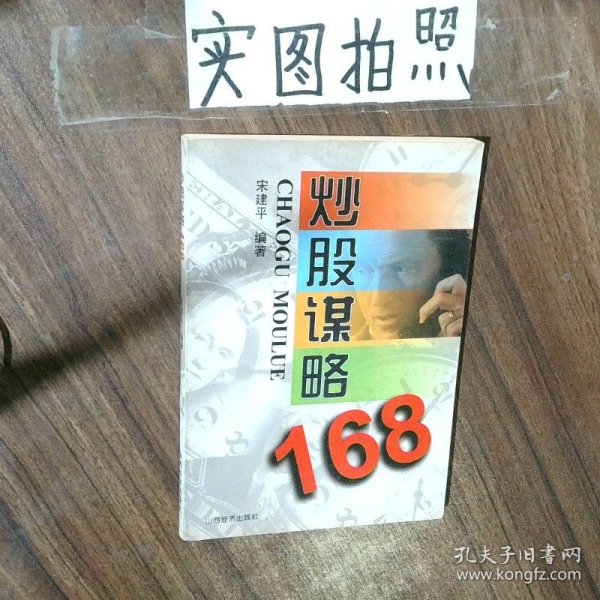 实图拍照
炒股谋略
168
CHAOGU MOULUE
宋建平 编著
山西经济出版社
孔夫子旧书网
www.kongfz.com